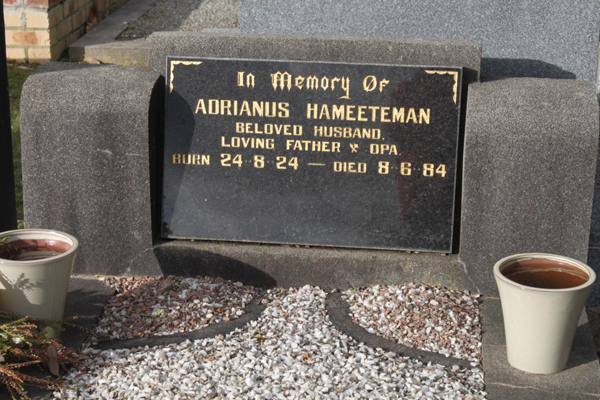 In Memory Of
ADRIANUS HAMEETEMAN
BELOVED HUSBAND.
LOVING FATHER & OPA.
BORN 24·8·24 — DIED 8·6·84